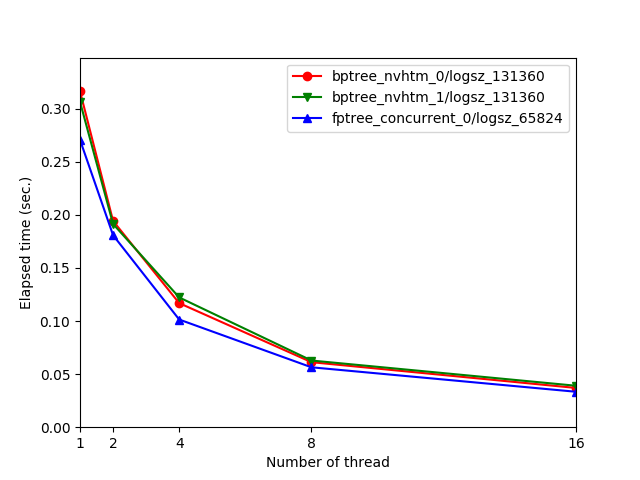 bptree_nvhtm_0/logsz_131360
bptree_nvhtm_1/logsz_131360
fptree_concurrent_0/logsz_65824
0.30
0.25
0.20
0.15
0.10
0.05
0.00
Elapsed time (sec.)
1 2 4 8 16
Number of thread